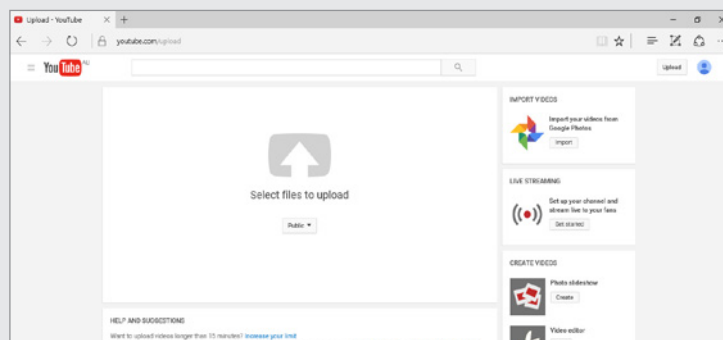 Upload - YouTube
youtube.com/upload
YouTube
Upload
Select files to upload
Public
HELP AND SUGGESTIONS
Want to upload videos longer than 15 minutes? Increase your limit
IMPORT VIDEOS
Import your videos from
Google Photos
Import
LIVE STREAMING
Set up your channel and
stream live to your fans
Get started
CREATE VIDEOS
Photo slideshow
Create
Video editor